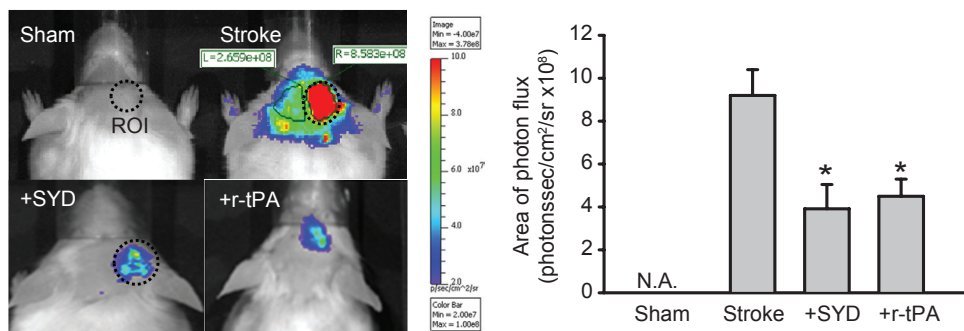 Sham
Stroke
L=2.659e+08
R=8.583e+08
ROI
+SYD
+r-tPA
Image
Min = -4.00e7
Max = 3.78e8
10.0
8.0
6.0
x10⁷
4.0
2.0
p/sec/cm^2/sr
Color Bar
Min = 2.00e7
Max = 1.00e8
Area of photon flux
(photonssec/cm²/sr x10⁸)
12
10
8
6
4
2
0
N.A.
*
*
Sham
Stroke
+SYD
+r-tPA